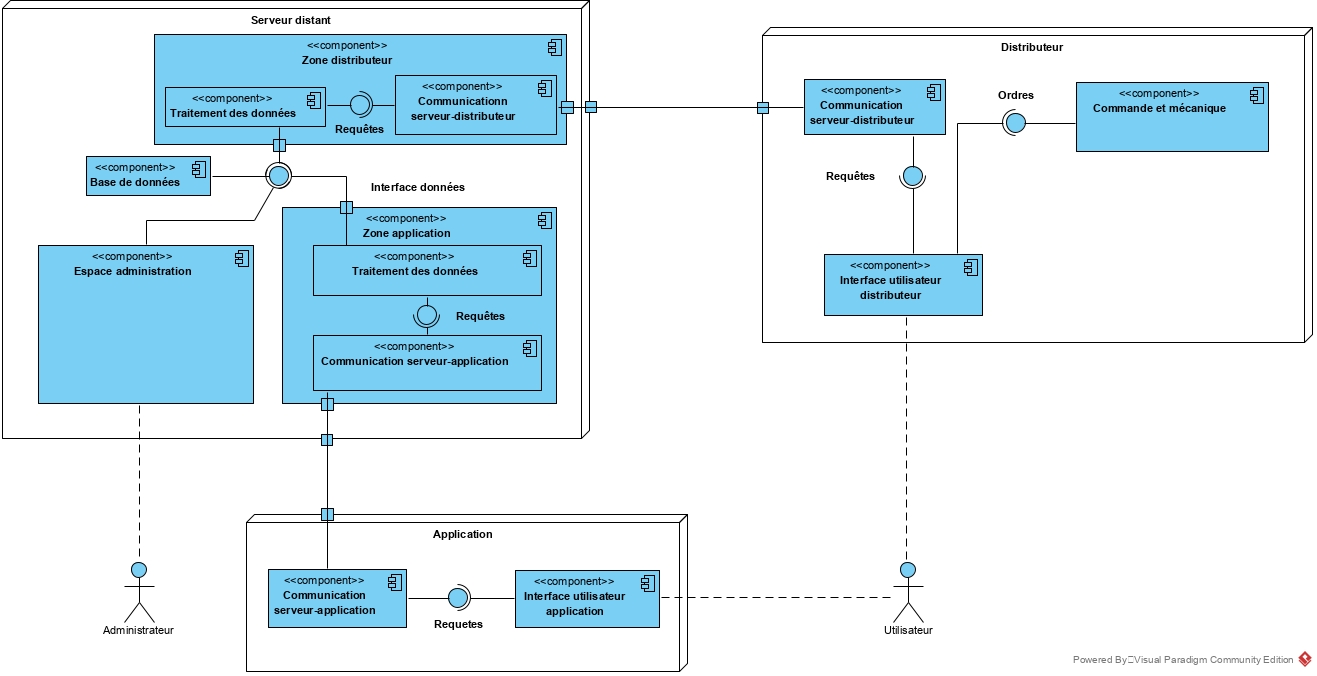 Serveur distant
<<component>>
Zone distributeur
<<component>>
Traitement des données
Requêtes
<<component>>
Communicationn
serveur-distributeur
<<component>>
Base de données
Interface données
<<component>>
Zone application
<<component>>
Traitement des données
Requêtes
<<component>>
Communication serveur-application
<<component>>
Espace administration
Distributeur
<<component>>
Communication
serveur-distributeur
Ordres
<<component>>
Commande et mécanique
Requêtes
<<component>>
Interface utilisateur
distributeur
Application
<<component>>
Communication
serveur-application
Requetes
<<component>>
Interface utilisateur
application
Administrateur
Utilisateur
Powered By Visual Paradigm Community Edition